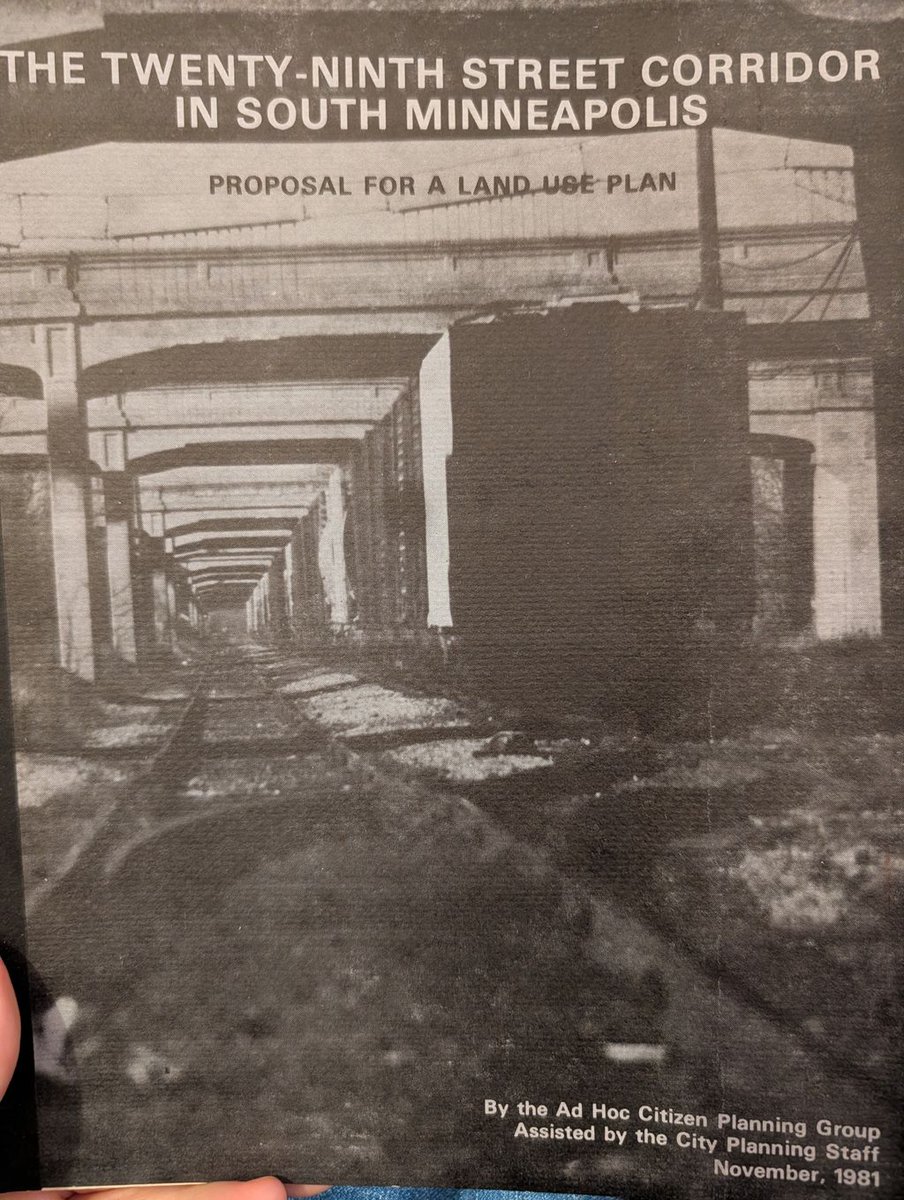 THE TWENTY-NINTH STREET CORRIDOR
IN SOUTH MINNEAPOLIS
PROPOSAL FOR A LAND USE PLAN
By the Ad Hoc Citizen Planning Group
Assisted by the City Planning Staff
November, 1981